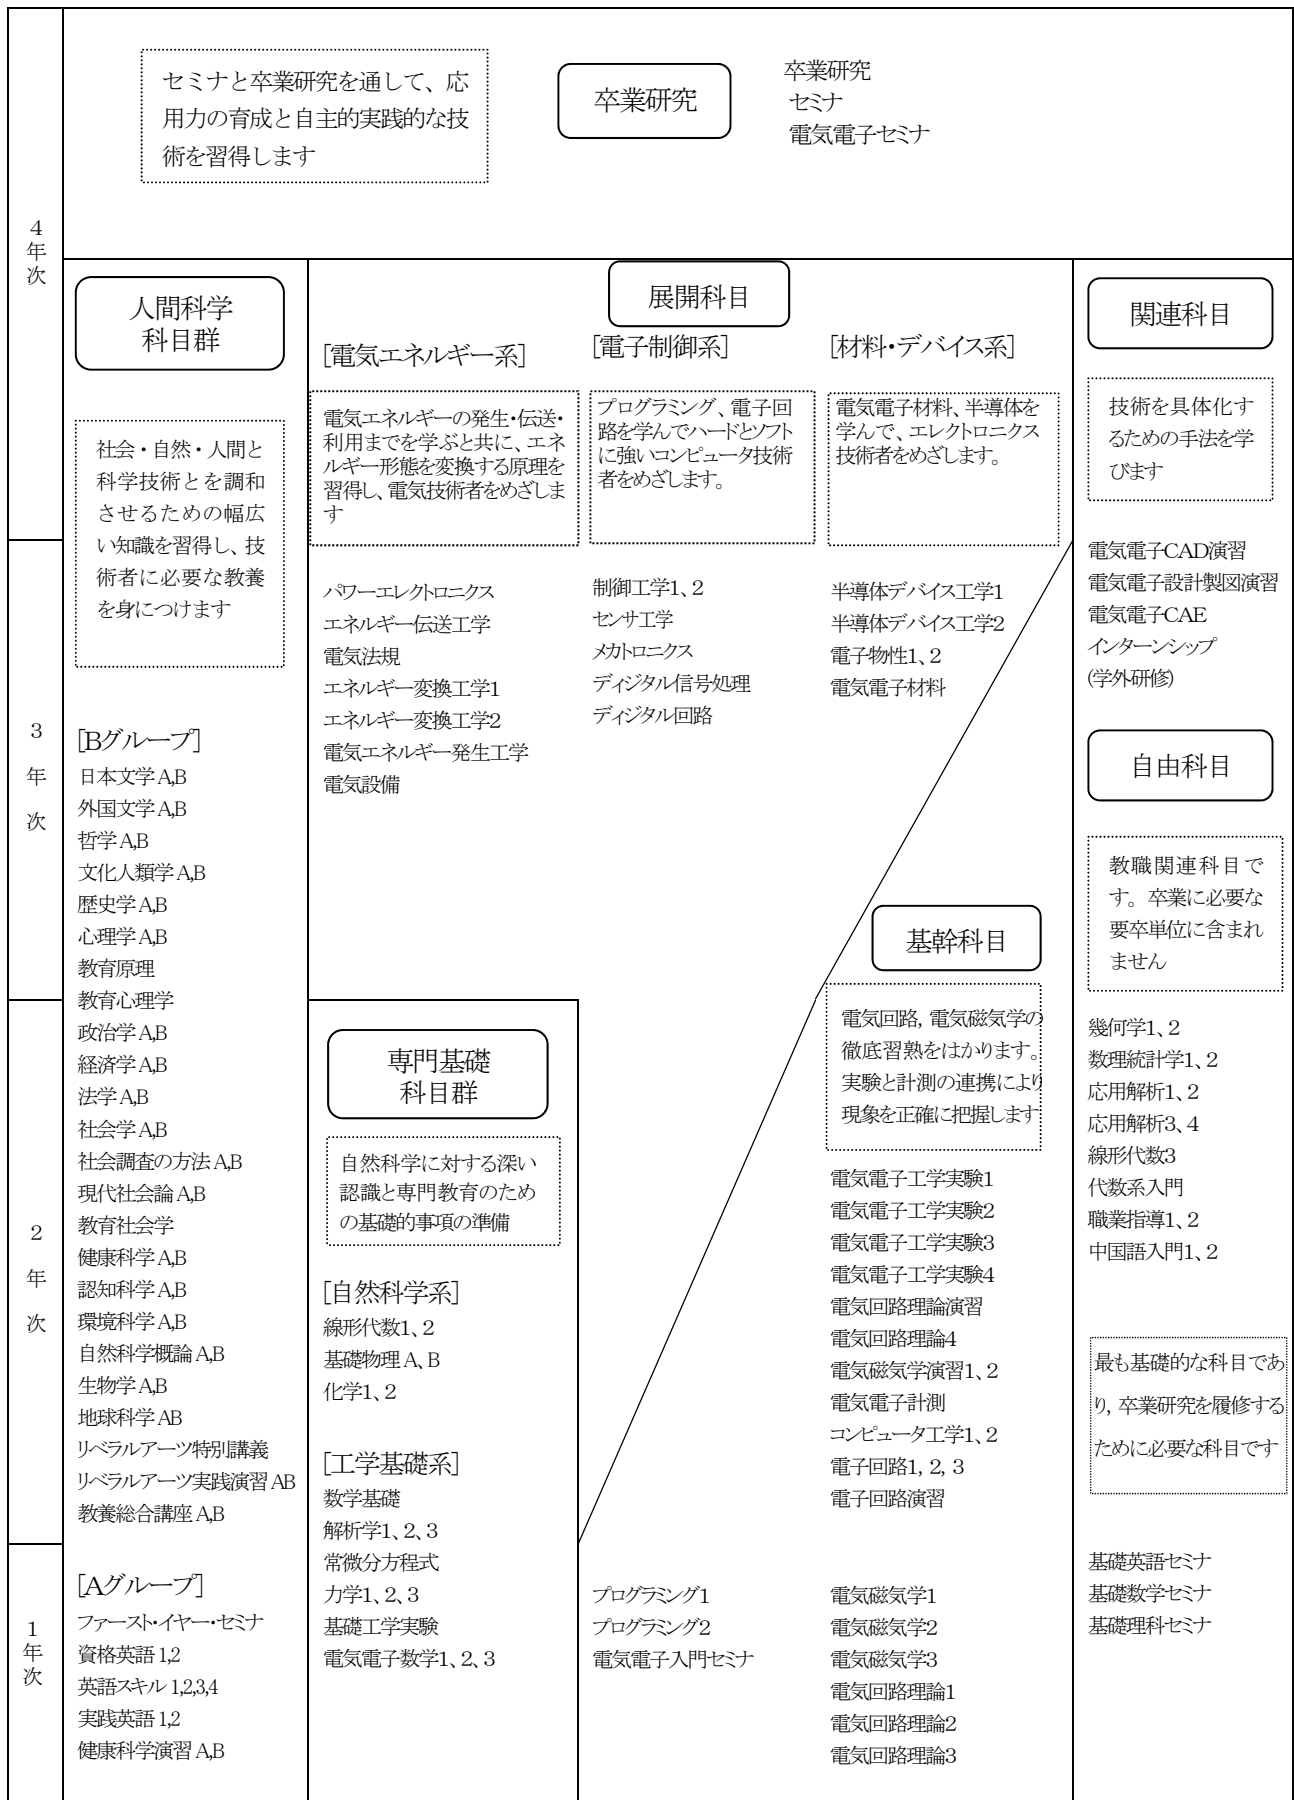 4
年
次
セミナと卒業研究を通して、応
用力の育成と自主的実践的な技
術を習得します
卒業研究
卒業研究
セミナ
電気電子セミナ
人間科学
科目群
社会・自然・人間と
科学技術とを調和
させるための幅広
い知識を習得し、技
術者に必要な教養
を身につけます
展開科目
[電気エネルギー系]
電気エネルギーの発生・伝送・
利用までを学ぶと共に、エネ
ルギー形態を変換する原理を
習得し、電気技術者をめざしま
す
[電子制御系]
プログラミング、電子回
路を学んでハードとソフト
に強いコンピュータ技術
者をめざします。
[材料・デバイス系]
電気電子材料、半導体を
学んで、エレクトロニクス
技術者をめざします。
関連科目
技術を具体化す
るための手法を学
びます
電気電子CAD演習
電気電子設計製図演習
電気電子CAE
インターンシップ
(学外研修)
3
年
次
[Bグループ]
日本文学 A,B
外国文学 A,B
哲学 A,B
文化人類学 A,B
歴史学 A,B
心理学 A,B
教育原理
教育心理学
政治学 A,B
経済学 A,B
法学 A,B
社会学 A,B
社会調査の方法 A,B
現代社会論 A,B
教育社会学
健康科学 A,B
認知科学 A,B
環境科学 A,B
自然科学概論 A,B
生物学 A,B
地球科学 AB
リベラルアーツ特別講義
リベラルアーツ実践演習 AB
教養総合講座 A,B
パワーエレクトロニクス
エネルギー伝送工学
電気法規
エネルギー変換工学1
エネルギー変換工学2
電気エネルギー発生工学
電気設備
制御工学1、2
センサ工学
メカトロニクス
ディジタル信号処理
ディジタル回路
半導体デバイス工学1
半導体デバイス工学2
電子物性1、2
電気電子材料
自由科目
教職関連科目で
す。卒業に必要な
要卒単位に含まれ
ません
幾何学1、2
数理統計学1、2
応用解析1、2
応用解析3、4
線形代数3
代数系入門
職業指導1、2
中国語入門1、2
2
年
次
専門基礎
科目群
自然科学に対する深い
認識と専門教育のため
の基礎的事項の準備
[自然科学系]
線形代数1、2
基礎物理 A、B
化学1、2
[工学基礎系]
数学基礎
解析学1、2、3
常微分方程式
力学1、2、3
基礎工学実験
電気電子数学1、2、3
基幹科目
電気回路, 電気磁気学の
徹底習熟をはかります。
実験と計測の連携により
現象を正確に把握します
電気電子工学実験1
電気電子工学実験2
電気電子工学実験3
電気電子工学実験4
電気回路理論演習
電気回路理論4
電気磁気学演習1、2
電気電子計測
コンピュータ工学1、2
電子回路1, 2, 3
電子回路演習
最も基礎的な科目であ
り, 卒業研究を履修する
ために必要な科目です
1
年
次
[Aグループ]
ファースト・イヤー・セミナ
資格英語 1,2
英語スキル 1,2,3,4
実践英語 1,2
健康科学演習 A,B
プログラミング1
プログラミング2
電気電子入門セミナ
電気磁気学1
電気磁気学2
電気磁気学3
電気回路理論1
電気回路理論2
電気回路理論3
基礎英語セミナ
基礎数学セミナ
基礎理科セミナ